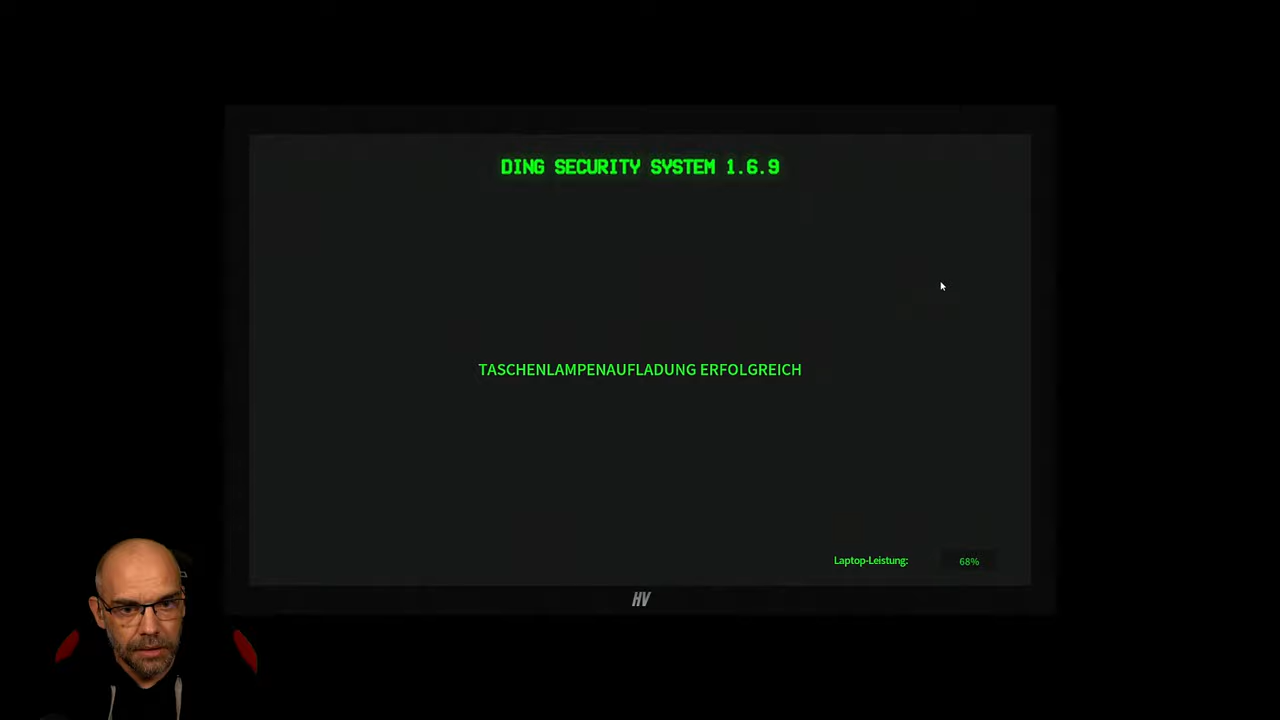 DING SECURITY SYSTEM 1.6.9
TASCHENLAMPENAUFLADUNG ERFOLGREICH
Laptop-Leistung: 68%
HV